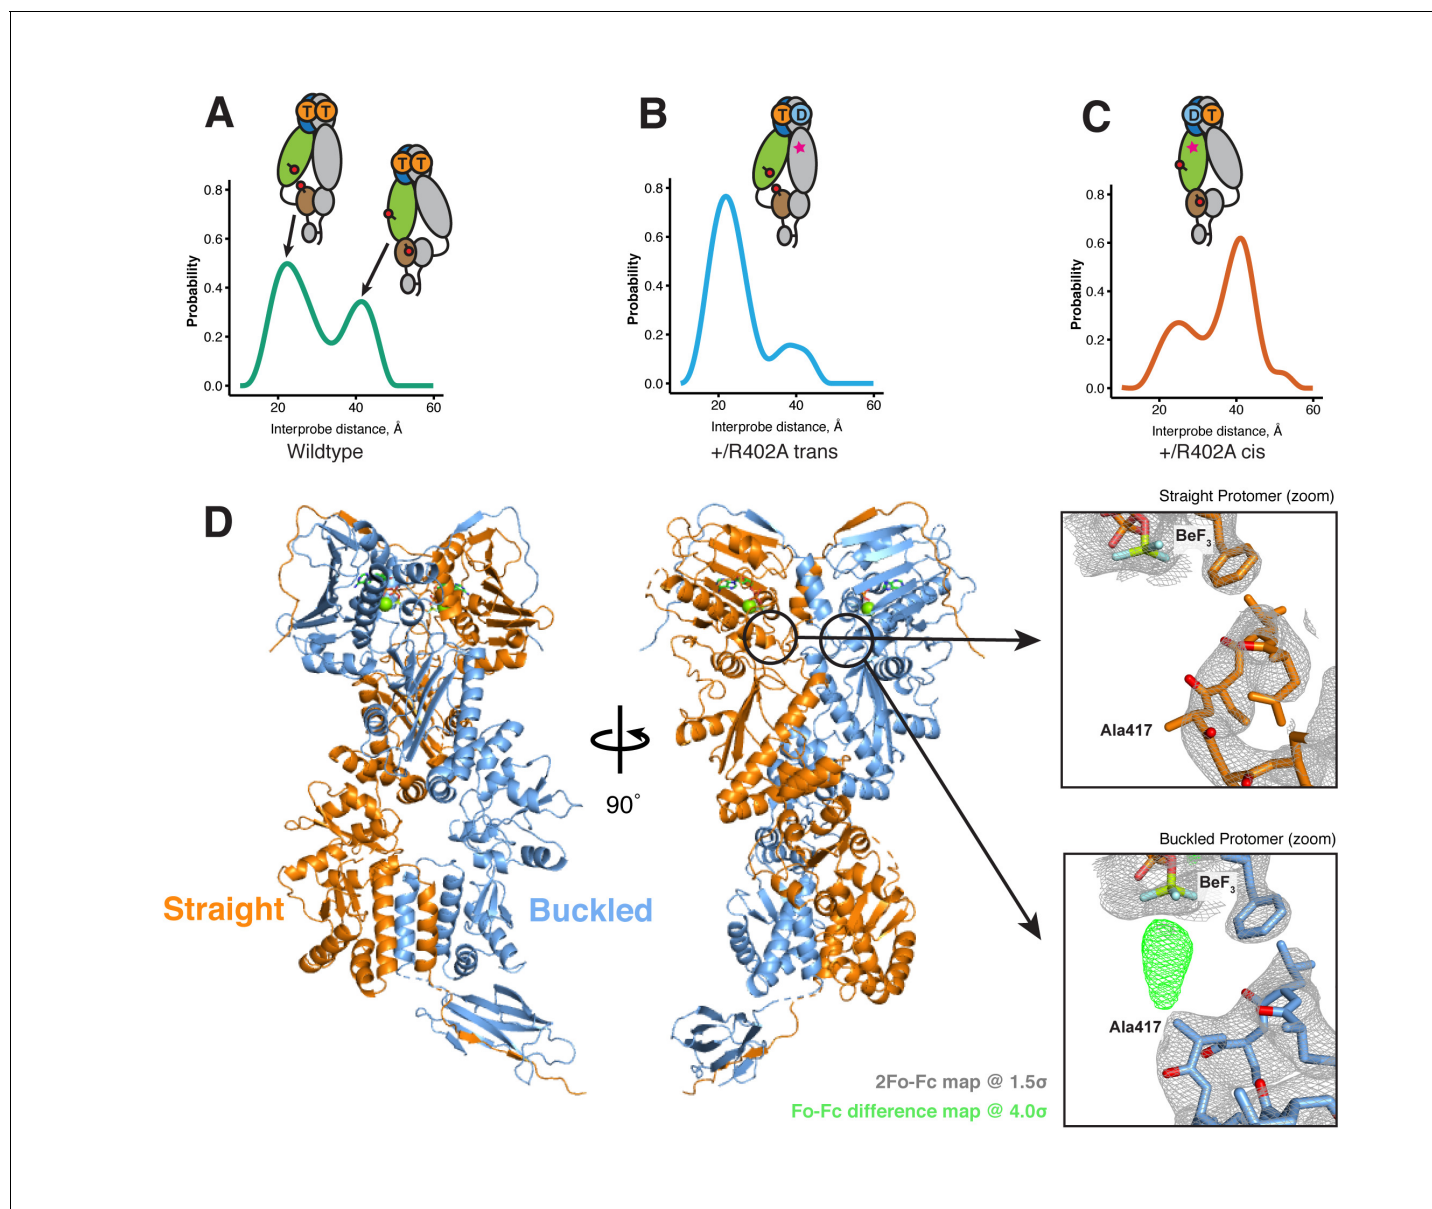 A
T T
T T
0.8
0.6
0.4
0.2
0.0
Probability
20 40 60
Interprobe distance, Å
Wildtype
B
T D
0.8
0.6
0.4
0.2
0.0
Probability
20 40 60
Interprobe distance, Å
+/R402A trans
C
D T
0.8
0.6
0.4
0.2
0.0
Probability
20 40 60
Interprobe distance, Å
+/R402A cis
D
Straight
Buckled
90°
Straight Protomer (zoom)
BeF3
Ala417
Buckled Protomer (zoom)
BeF3
Ala417
2Fo-Fc map @ 1.5σ
Fo-Fc difference map @ 4.0σ